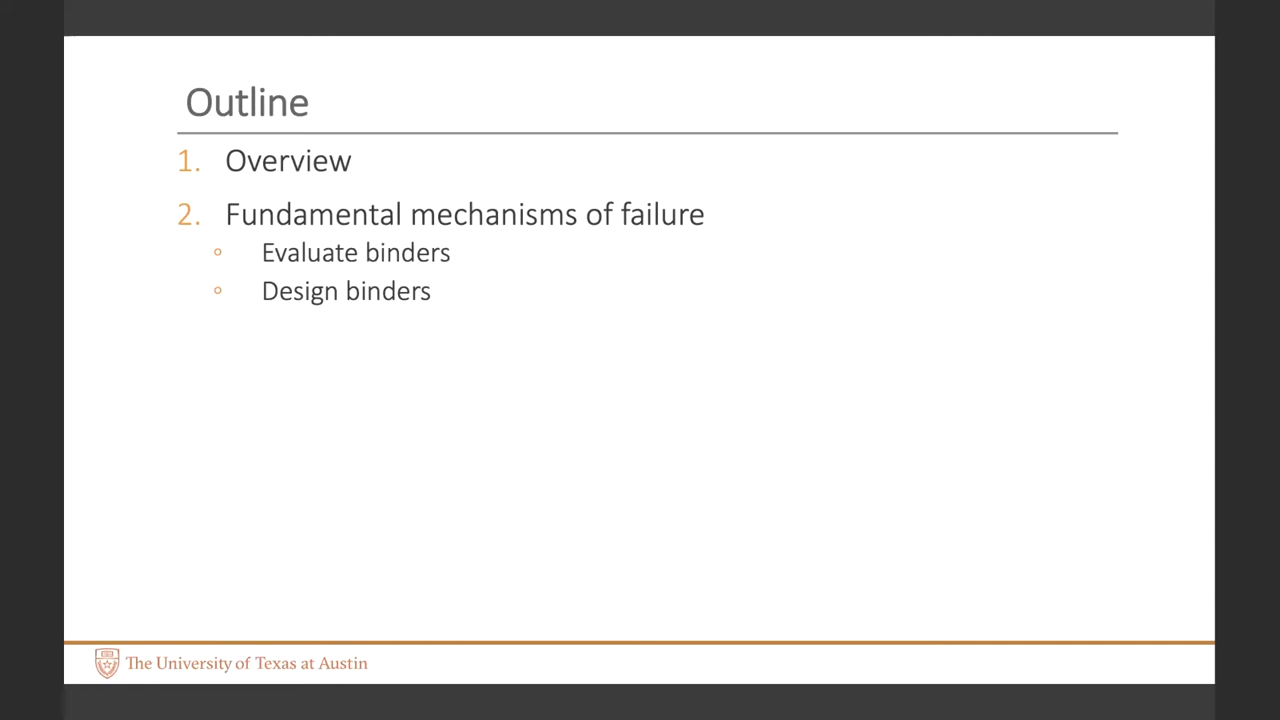 Outline
1. Overview
2. Fundamental mechanisms of failure
◦ Evaluate binders
◦ Design binders
The University of Texas at Austin